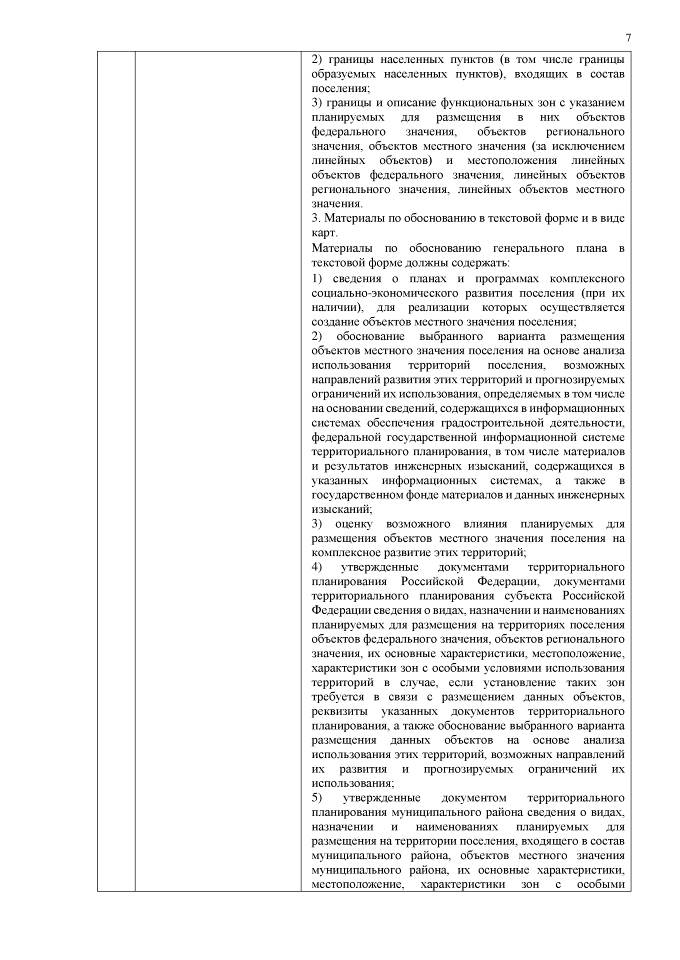 7
2) границы населенных пунктов (в том числе границы
образуемых населенных пунктов), входящих в состав
поселения;
3) границы и описание функциональных зон с указанием
планируемых для размещения в них объектов
федерального значения, объектов регионального
значения, объектов местного значения (за исключением
линейных объектов) и местоположения линейных
объектов федерального значения, линейных объектов
регионального значения, линейных объектов местного
значения.
3. Материалы по обоснованию в текстовой форме и в виде
карт.
Материалы по обоснованию генерального плана в
текстовой форме должны содержать:
1) сведения о планах и программах комплексного
социально-экономического развития поселения (при их
наличии), для реализации которых осуществляется
создание объектов местного значения поселения;
2) обоснование выбранного варианта размещения
объектов местного значения поселения на основе анализа
использования территорий поселения, возможных
направлений развития этих территорий и прогнозируемых
ограничений их использования, определяемых в том числе
на основании сведений, содержащихся в информационных
системах обеспечения градостроительной деятельности,
федеральной государственной информационной системе
территориального планирования, в том числе материалов
и результатов инженерных изысканий, содержащихся в
указанных информационных системах, а также в
государственном фонде материалов и данных инженерных
изысканий;
3) оценку возможного влияния планируемых для
размещения объектов местного значения поселения на
комплексное развитие этих территорий;
4) утвержденные документами территориального
планирования Российской Федерации, документами
территориального планирования субъекта Российской
Федерации сведения о видах, назначении и наименованиях
планируемых для размещения на территориях поселения
объектов федерального значения, объектов регионального
значения, их основные характеристики, местоположение,
характеристики зон с особыми условиями использования
территорий в случае, если установление таких зон
требуется в связи с размещением данных объектов,
реквизиты указанных документов территориального
планирования, а также обоснование выбранного варианта
размещения данных объектов на основе анализа
использования этих территорий, возможных направлений
их развития и прогнозируемых ограничений их
использования;
5) утвержденные документом территориального
планирования муниципального района сведения о видах,
назначении и наименованиях планируемых для
размещения на территории поселения, входящего в состав
муниципального района, объектов местного значения
муниципального района, их основные характеристики,
местоположение, характеристики зон с особыми